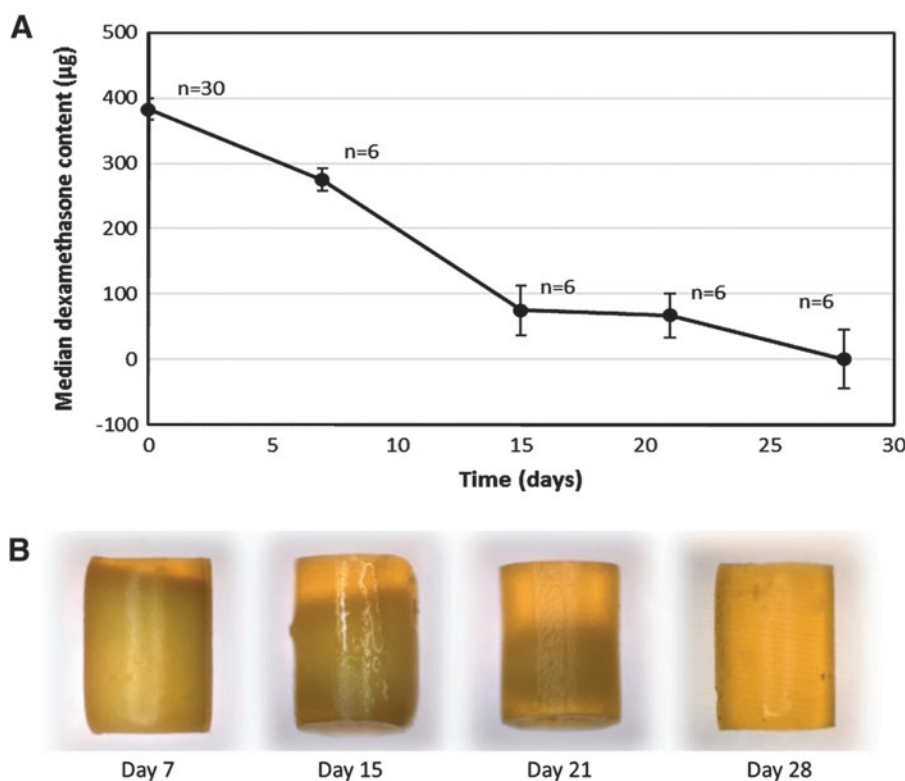 A
Median dexamethasone content (µg)
500
400
300
200
100
0
-100
n=30
n=6
n=6
n=6
n=6
0 5 10 15 20 25 30
Time (days)
B
Day 7 Day 15 Day 21 Day 28